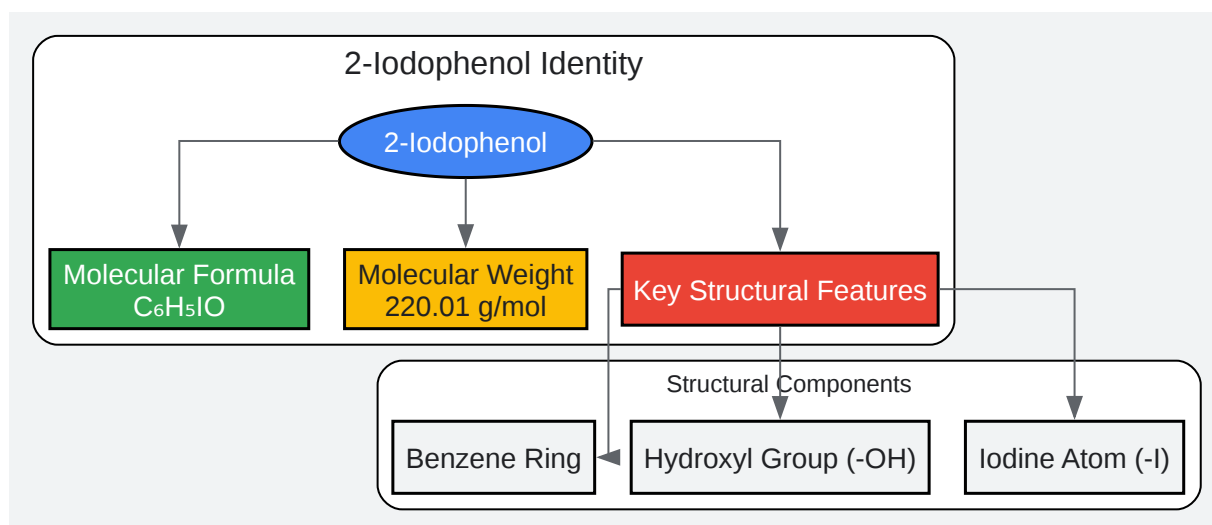 2-Iodophenol Identity
2-Iodophenol
Molecular Formula
C₆H₅IO
Molecular Weight
220.01 g/mol
Key Structural Features
Structural Components
Benzene Ring
Hydroxyl Group (-OH)
Iodine Atom (-I)